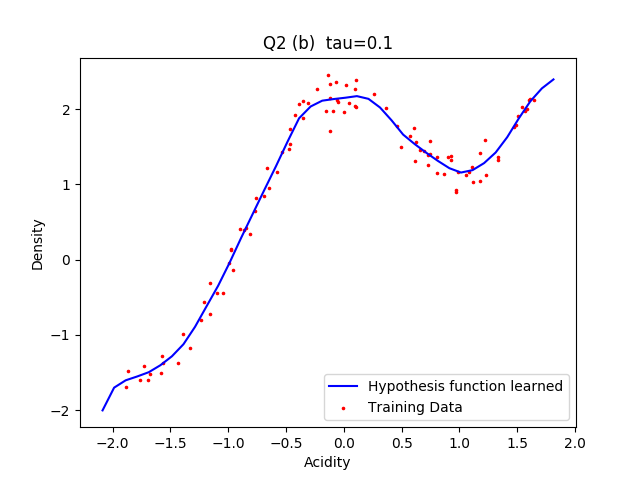 Q2 (b)  tau=0.1
Density
2
1
0
−1
−2
Hypothesis function learned
Training Data
−2.0 −1.5 −1.0 −0.5 0.0 0.5 1.0 1.5 2.0
Acidity